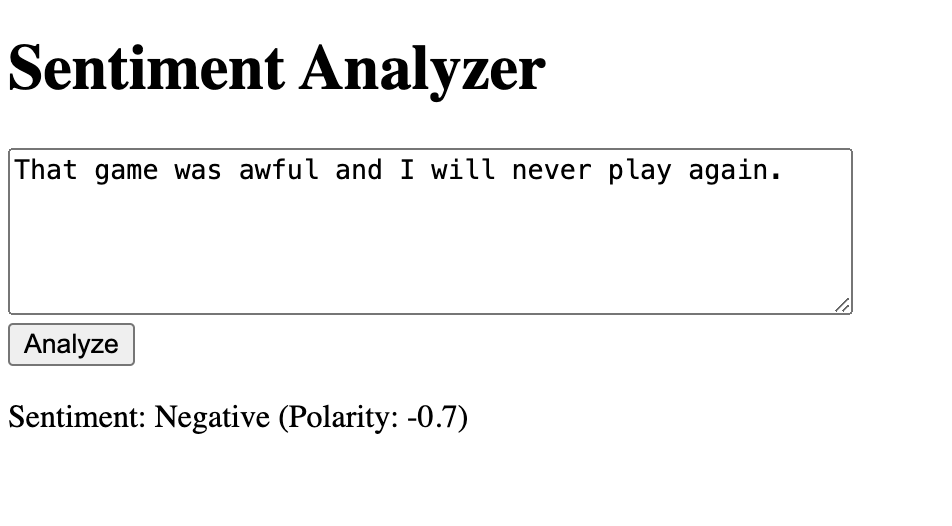 Sentiment Analyzer
That game was awful and I will never play again.
Analyze
Sentiment: Negative (Polarity: -0.7)